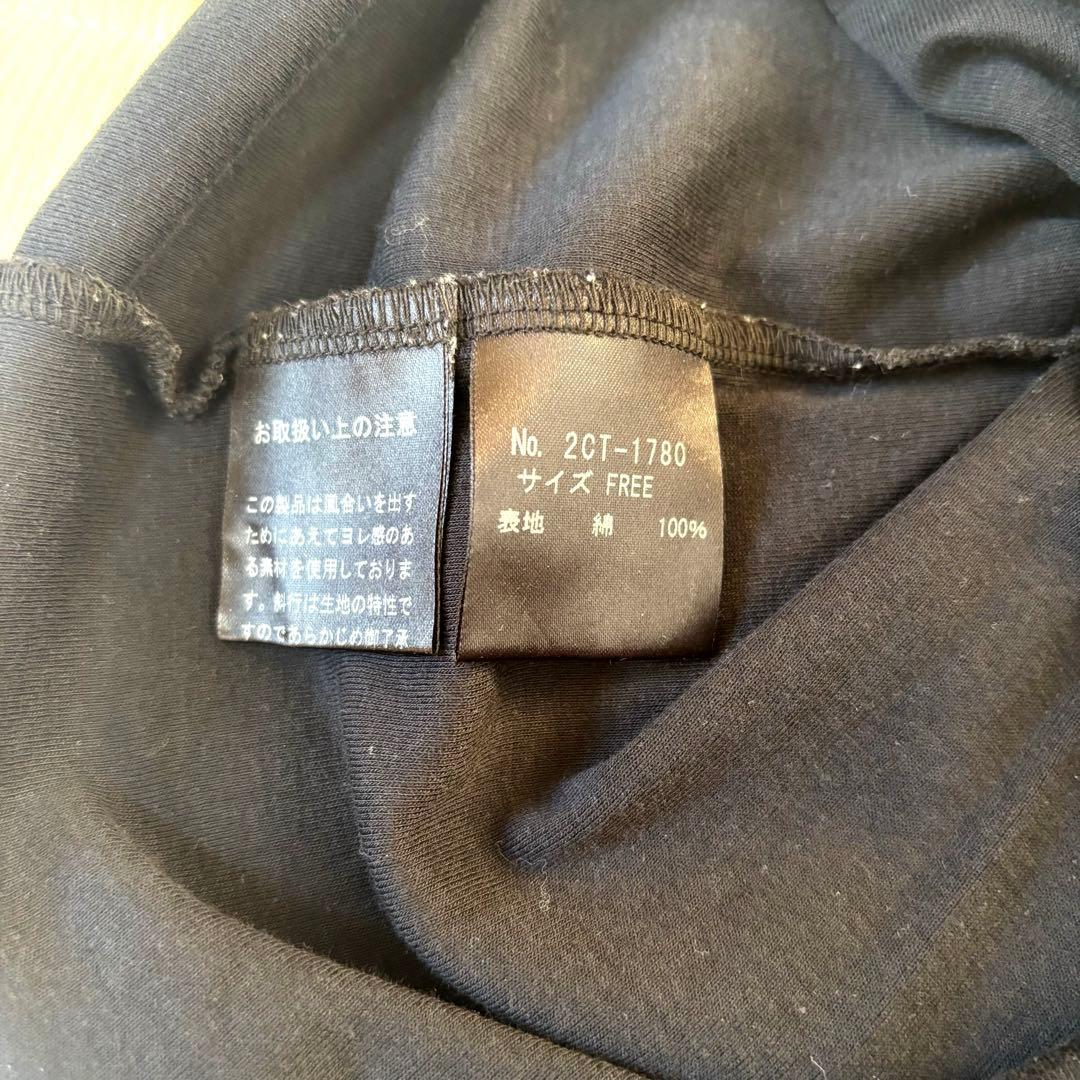 お取扱い上の注意
この製品は風合いを出す
ためにあえてヨレ感のあ
る素材を使用しておりま
す。斜行は生地の特性で
すのであらかじめ御了承
No. 2CT-1780
サイズ FREE
表地 綿 100%